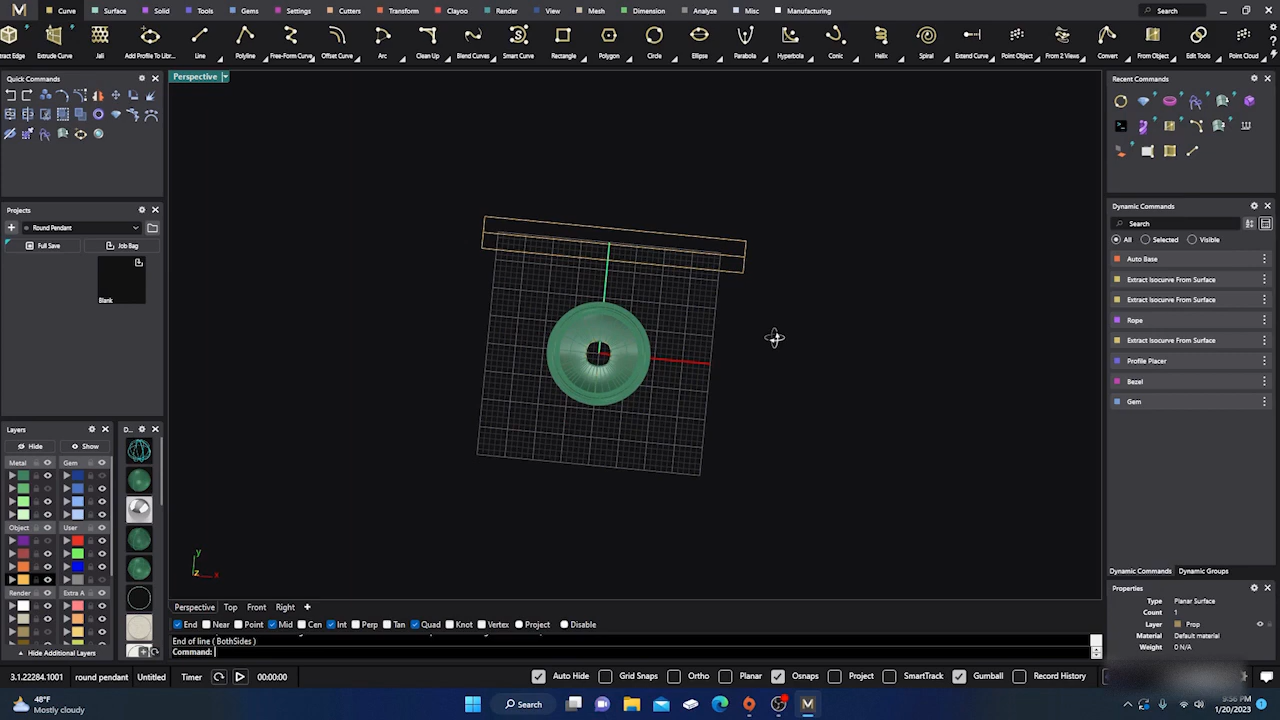 Curve Surface Solid Tools Gems Settings Cutters Transform Clayoo Render View Mesh Dimension Analyze Misc Manufacturing Search
ract Edge Extrude Curve Jali Add Profile To Libr... Line Polyline Free-Form Curve Offset Curve Arc Clean Up Blend Curves Smart Curve Rectangle Polygon Circle Ellipse Parabola Hyperbola Conic Helix Spiral Extend Curve Point Object From 2 Views Convert From Object Edit Tools Point Cloud
Quick Commands
Perspective
Recent Commands
Projects
Round Pendant
Full Save Job Bag
Blank
Dynamic Commands
Search
All Selected Visible
Auto Base
Extract Isocurve From Surface
Extract Isocurve From Surface
Rope
Extract Isocurve From Surface
Profile Placer
Bezel
Gem
Layers D...
Hide Show
Metal Gem
Object User
Render Extra A
Hide Additional Layers
y
z x
Dynamic Commands Dynamic Groups
Properties
Type Planar Surface
Count 1
Layer Prop
Material Default material
Weight 0 N/A
Perspective Top Front Right
End Near Point Mid Cen Int Perp Tan Quad Knot Vertex Project Disable
End of line ( BothSides )
Command:
3.1.22284.1001 round pendant Untitled Timer 00:00:00 Auto Hide Grid Snaps Ortho Planar Osnaps Project SmartTrack Gumball Record History
48°F
Mostly cloudy
Search
9:56 PM
1/20/2023